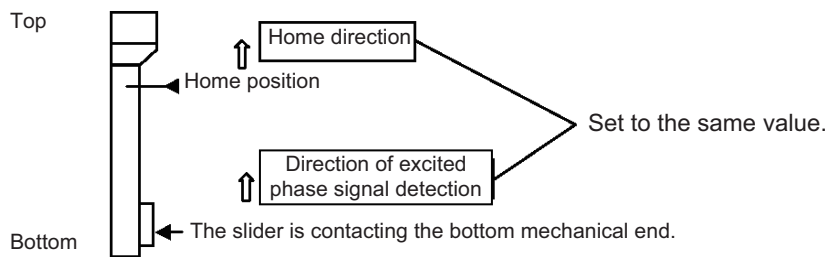 Top
Home direction
Home position
Set to the same value.
Direction of excited
phase signal detection
The slider is contacting the bottom mechanical end.
Bottom